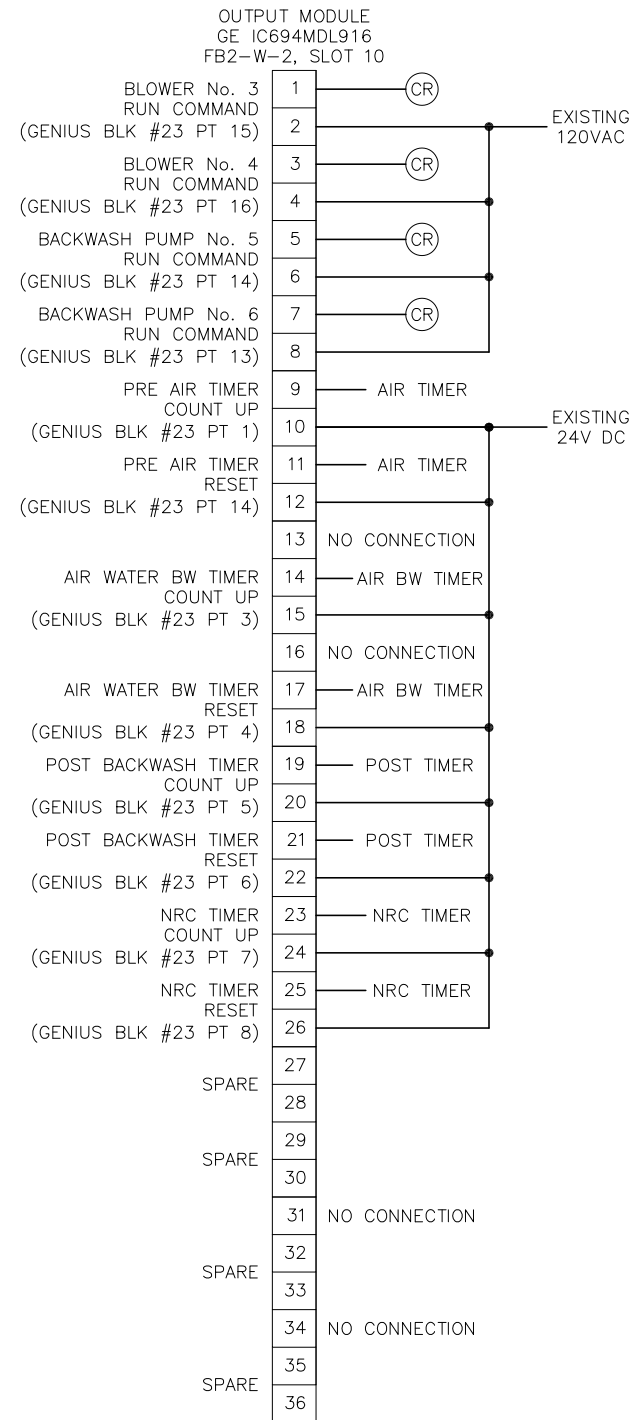 OUTPUT MODULE
GE IC694MDL916
FB2-W-2, SLOT 10
BLOWER No. 3
RUN COMMAND
(GENIUS BLK #23 PT 15)
1
CR
2
EXISTING
120VAC
BLOWER No. 4
RUN COMMAND
(GENIUS BLK #23 PT 16)
3
CR
4
BACKWASH PUMP No. 5
RUN COMMAND
(GENIUS BLK #23 PT 14)
5
CR
6
BACKWASH PUMP No. 6
RUN COMMAND
(GENIUS BLK #23 PT 13)
7
CR
8
PRE AIR TIMER
COUNT UP
(GENIUS BLK #23 PT 1)
9
AIR TIMER
10
EXISTING
24V DC
PRE AIR TIMER
RESET
(GENIUS BLK #23 PT 14)
11
AIR TIMER
12
13
NO CONNECTION
AIR WATER BW TIMER
COUNT UP
(GENIUS BLK #23 PT 3)
14
AIR BW TIMER
15
16
NO CONNECTION
AIR WATER BW TIMER
RESET
(GENIUS BLK #23 PT 4)
17
AIR BW TIMER
18
POST BACKWASH TIMER
COUNT UP
(GENIUS BLK #23 PT 5)
19
POST TIMER
20
POST BACKWASH TIMER
RESET
(GENIUS BLK #23 PT 6)
21
POST TIMER
22
NRC TIMER
COUNT UP
(GENIUS BLK #23 PT 7)
23
NRC TIMER
24
NRC TIMER
RESET
(GENIUS BLK #23 PT 8)
25
NRC TIMER
26
SPARE
27
28
SPARE
29
30
31
NO CONNECTION
SPARE
32
33
34
NO CONNECTION
SPARE
35
36